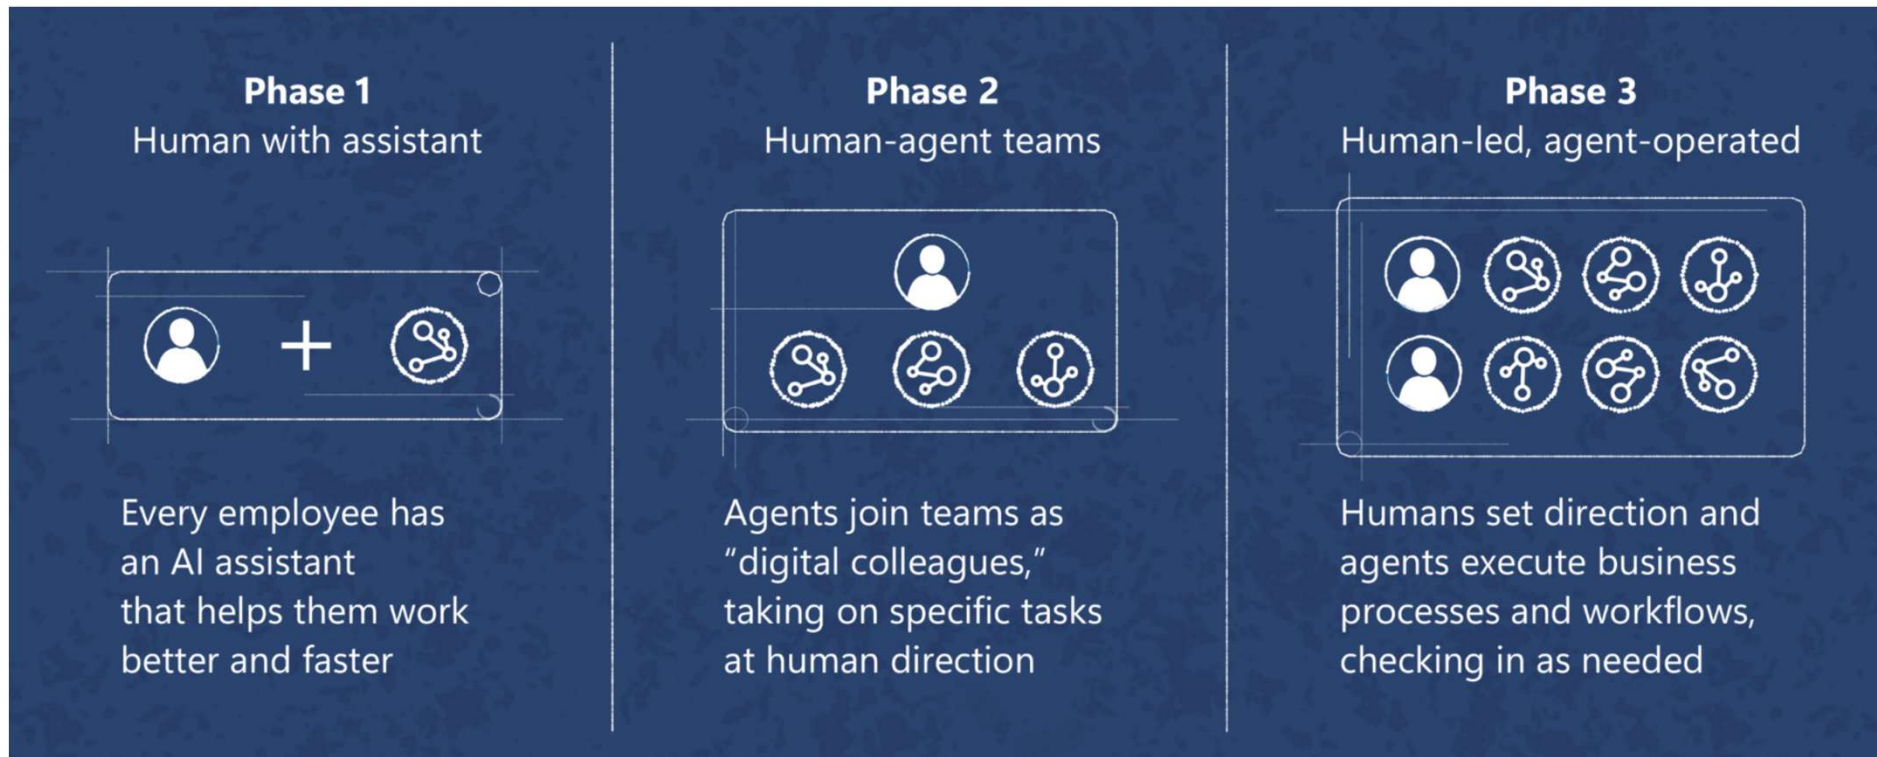 Phase 1
Human with assistant
Every employee has
an AI assistant
that helps them work
better and faster
Phase 2
Human-agent teams
Agents join teams as
“digital colleagues,”
taking on specific tasks
at human direction
Phase 3
Human-led, agent-operated
Humans set direction and
agents execute business
processes and workflows,
checking in as needed